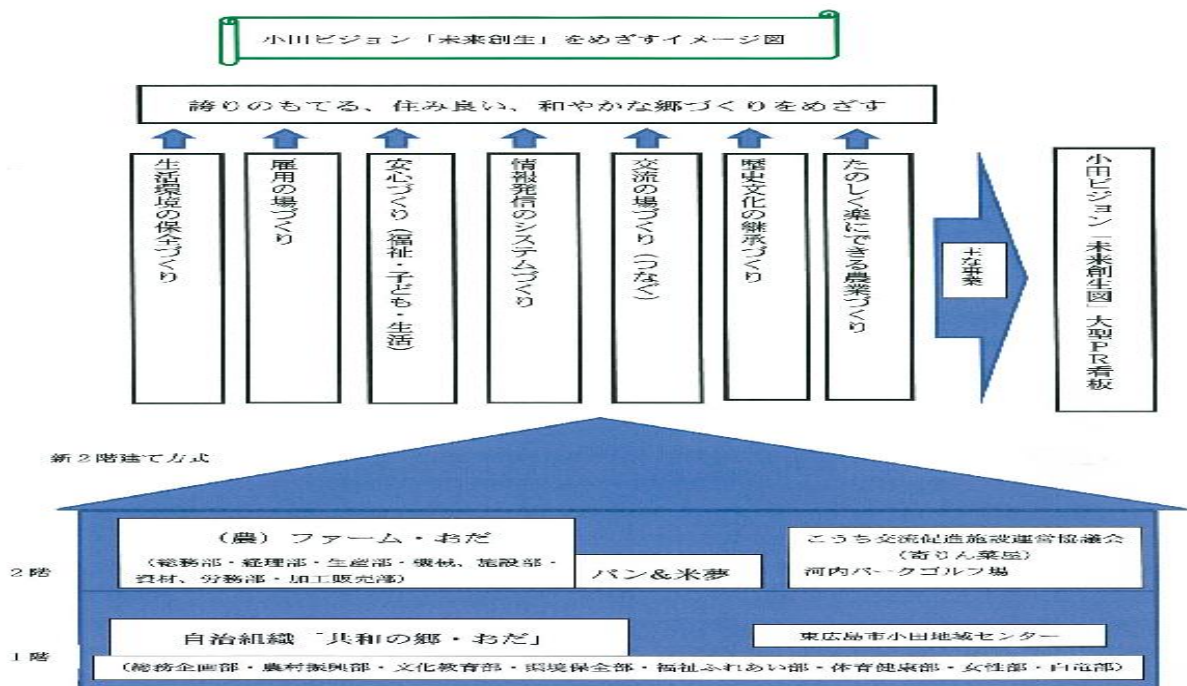 小田ビジョン「未来創生」をめざすイメージ図
誇りのもてる、住み良い、和やかな郷づくりをめざす
生活環境の保全づくり
雇用の場づくり
安心づくり（福祉・子ども・生活）
情報発信のシステムづくり
交流の場づくり（つなぐ）
歴史文化の継承づくり
たのしく楽にできる農業づくり
主な事業
小田ビジョン「未来創生図」大型ＰＲ看板
新２階建て方式
２階
（農）ファーム・おだ
（総務部・経理部・生産部・機械、施設部・
資材、労務部・加工販売部）
パン&米夢
こうち交流促進施設運営協議会
（寄りん菜屋）
河内パークゴルフ場
１階
自治組織「共和の郷・おだ」
東広島市小田地域センター
（総務企画部・農村振興部・文化教育部・環境保全部・福祉ふれあい部・体育健康部・女性部・白竜部）